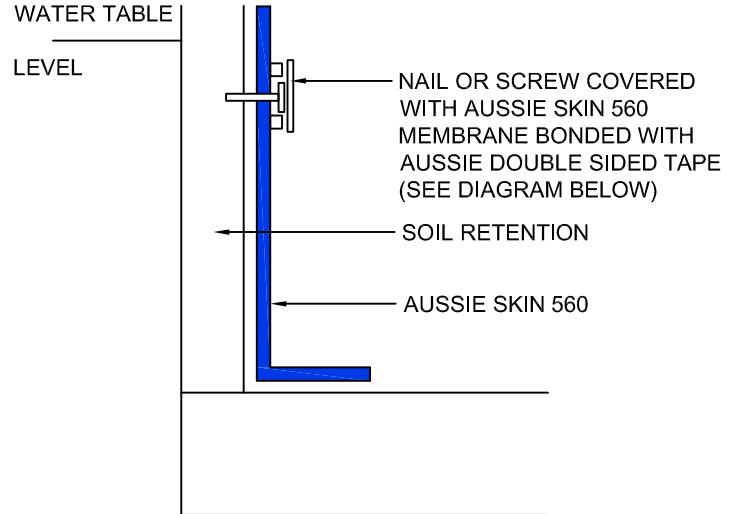 WATER TABLE
LEVEL
NAIL OR SCREW COVERED
WITH AUSSIE SKIN 560
MEMBRANE BONDED WITH
AUSSIE DOUBLE SIDED TAPE
(SEE DIAGRAM BELOW)
SOIL RETENTION
AUSSIE SKIN 560